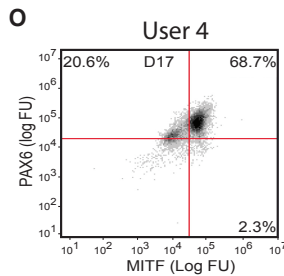 O
User 4
20.6% D17 68.7%
10⁷
10⁶
10⁵
10⁴
10³
10²
10¹
PAX6 (log FU)
2.3%
10¹ 10² 10³ 10⁴ 10⁵ 10⁶ 10⁷
MITF (Log FU)